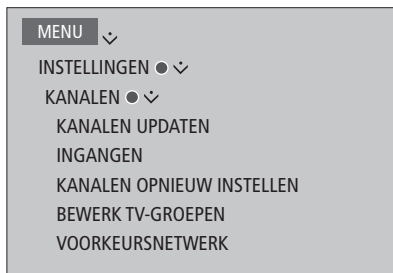 MENU
INSTELLINGEN
KANALEN
KANALEN UPDATEN
INGANGEN
KANALEN OPNIEUW INSTELLEN
BEWERK TV-GROEPEN
VOORKEURSNETWERK